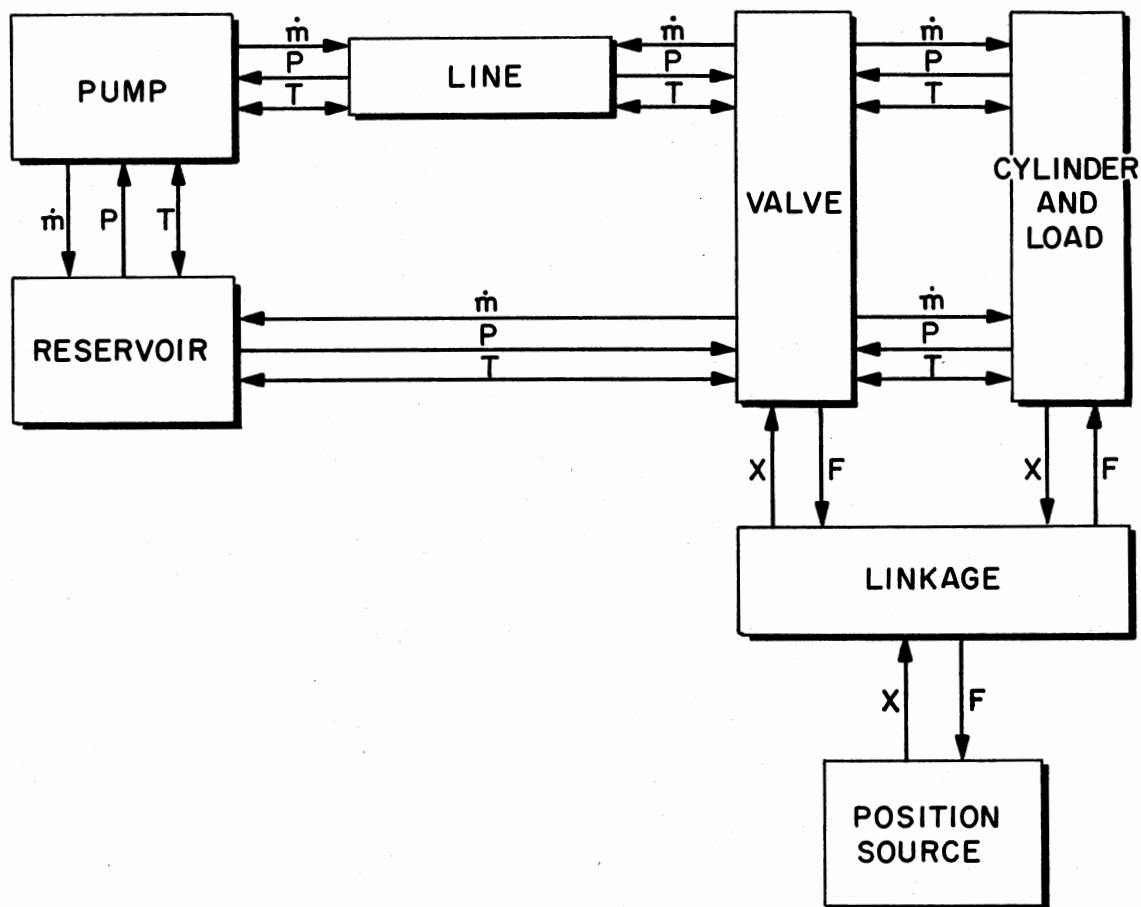 ṁ
ṁ
ṁ
PUMP
P
LINE
P
P
T
T
T
CYLINDER
AND
LOAD
VALVE
ṁ
P
T
ṁ
ṁ
RESERVOIR
P
P
T
T
X
F
X
F
LINKAGE
X
F
POSITION
SOURCE